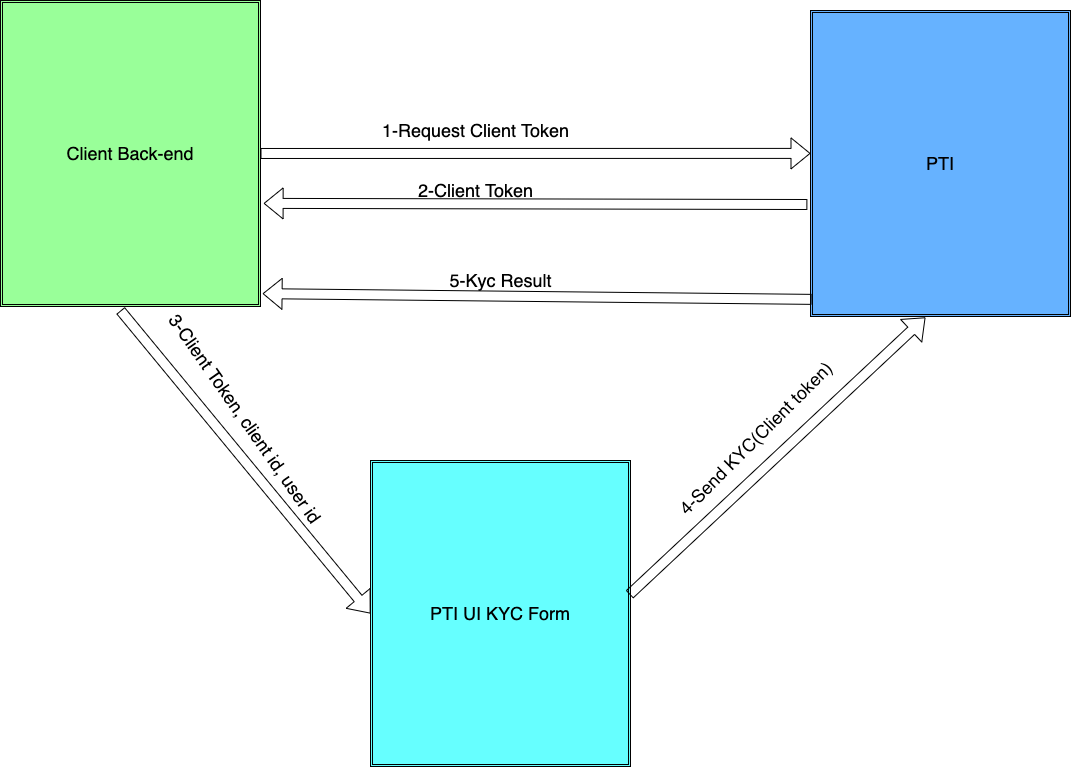 1-Request Client Token
Client Back-end
PTI
2-Client Token
5-Kyc Result
3-Client Token, client id, user id
4-Send KYC(Client token)
PTI UI KYC Form